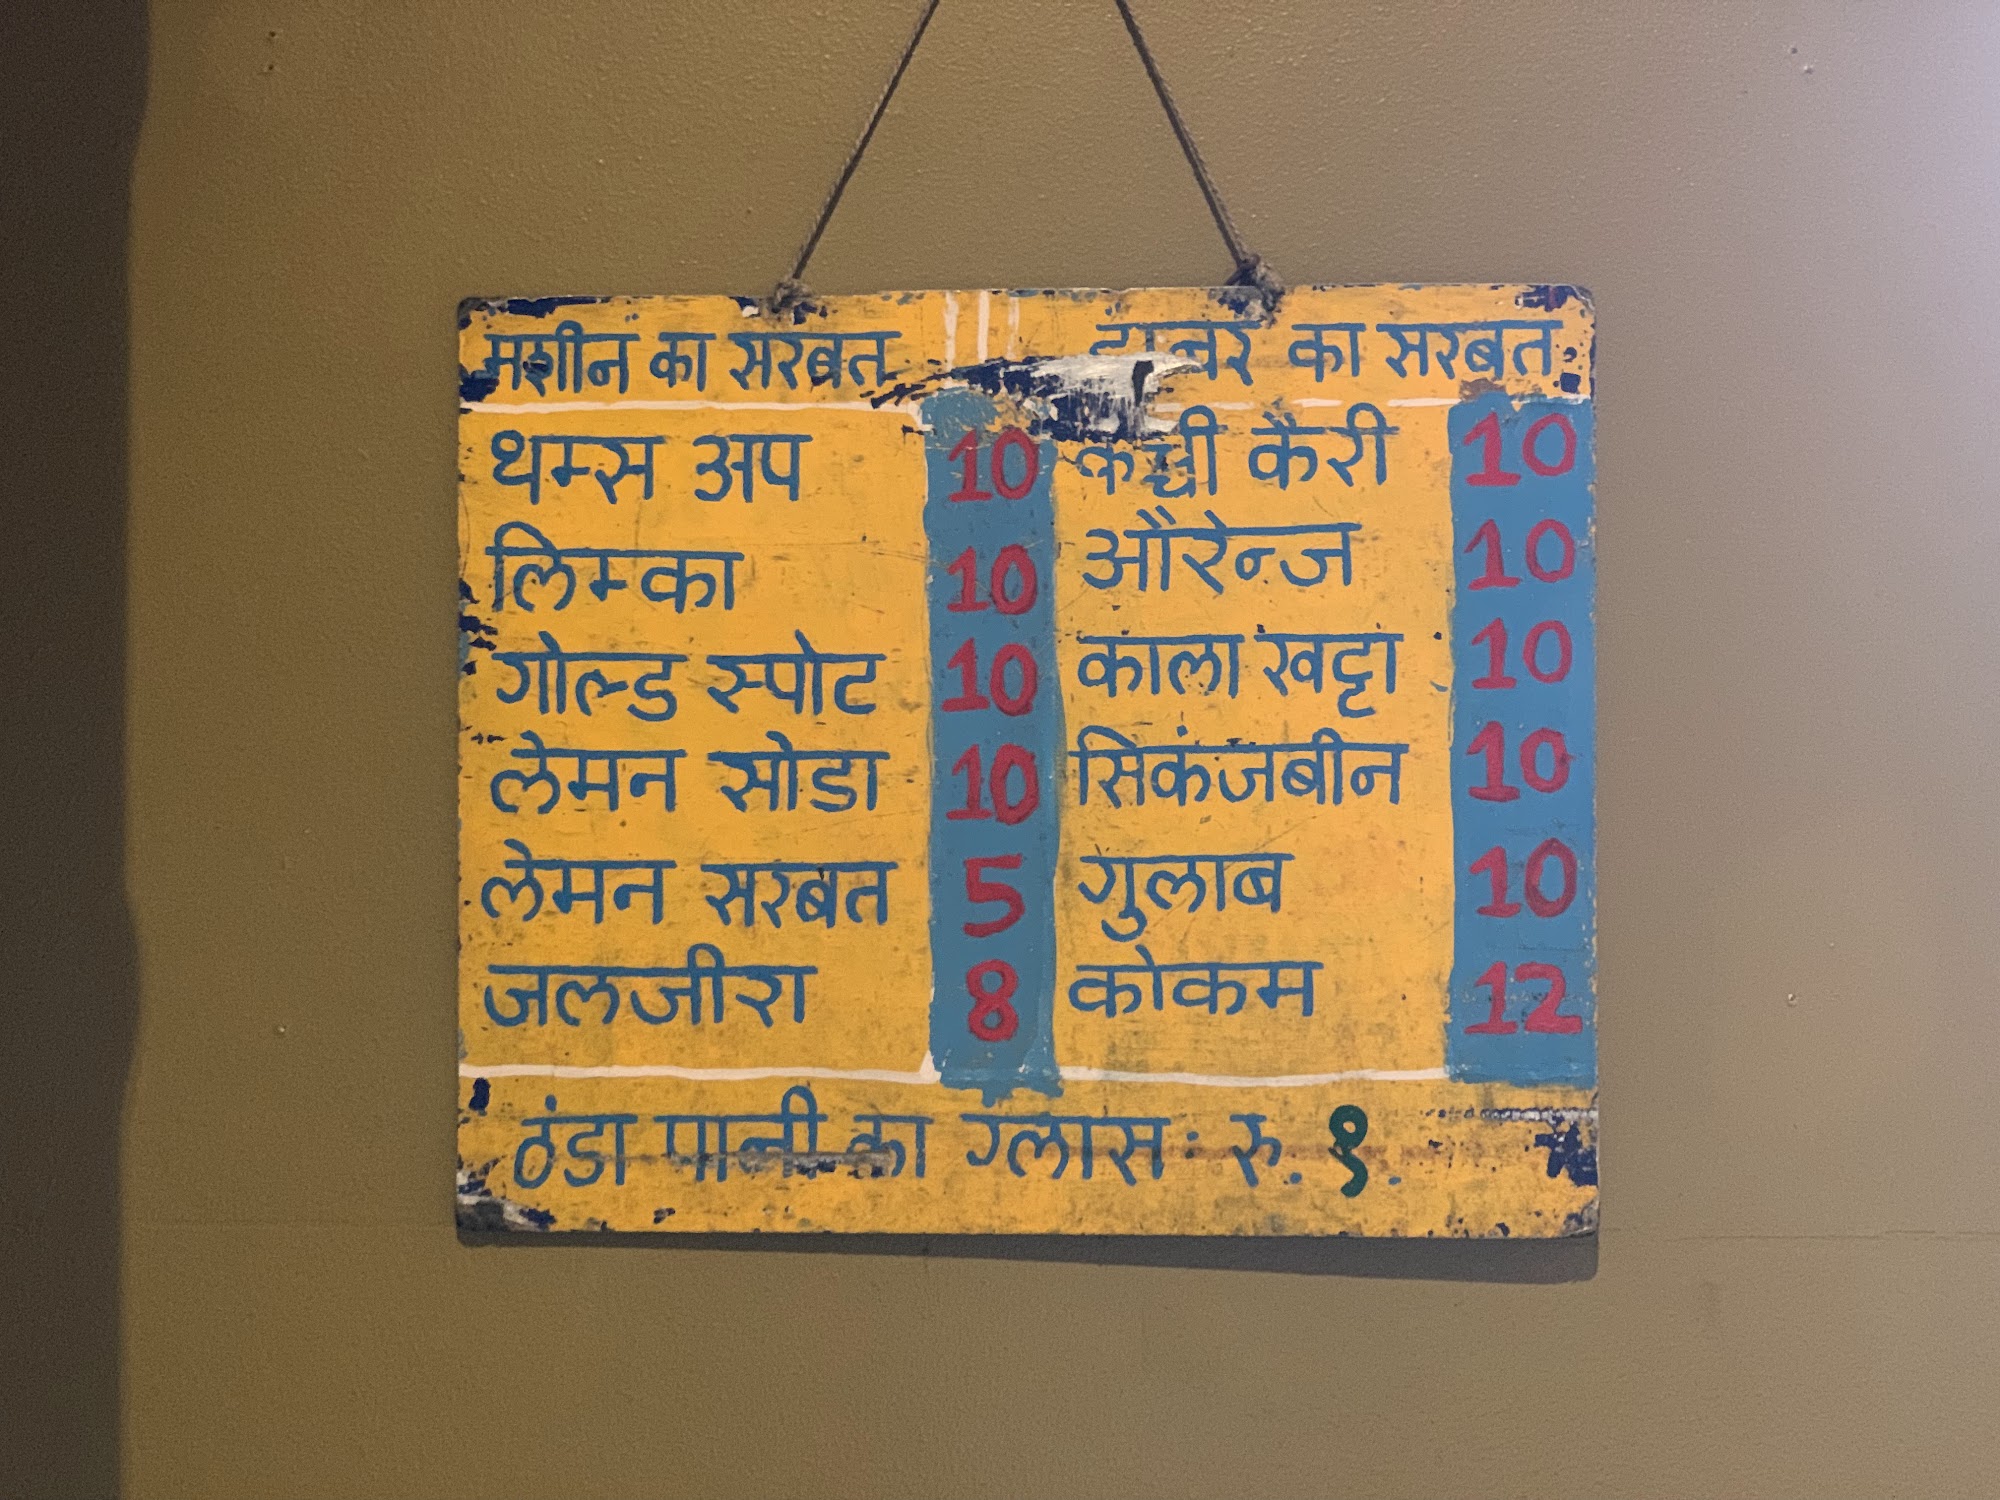 मशीन का सरबत
थम्स अप 10
लिम्का 10
गोल्ड स्पोट 10
लेमन सोडा 10
लेमन सरबत 5
जलजीरा 8
का सरबत
कच्ची कैरी 10
औरेन्ज 10
काला खट्टा 10
सिकंजबीन 10
गुलाब 10
कोकम 12
ठंडा पानी का ग्लास : रु. १.